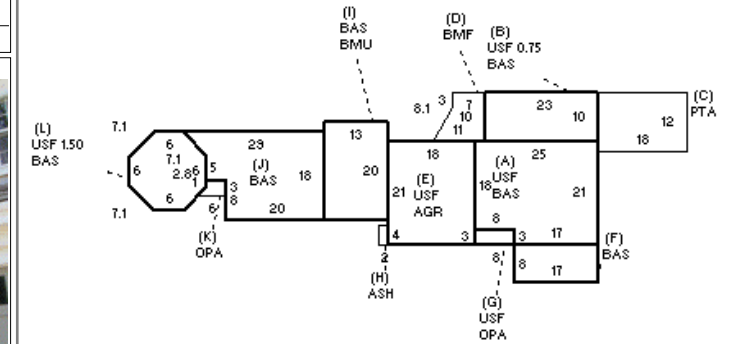 (I)
BAS
BMU
(D)
BMF
(B)
USF 0.75
BAS
(C)
PTA
(L)
USF 1.50
BAS
7.1
8.1
3
7
10
11
23
10
12
18
6
7.1
2.8
6
6
1
6
7.1
29
5
(J)
BAS
18
3
8
20
6
(K)
OPA
13
20
18
21
(E)
USF
AGR
4
3
2
(H)
ASH
25
(A)
USF
BAS
18
21
8
3
17
(F)
BAS
8
8
17
(G)
USF
OPA